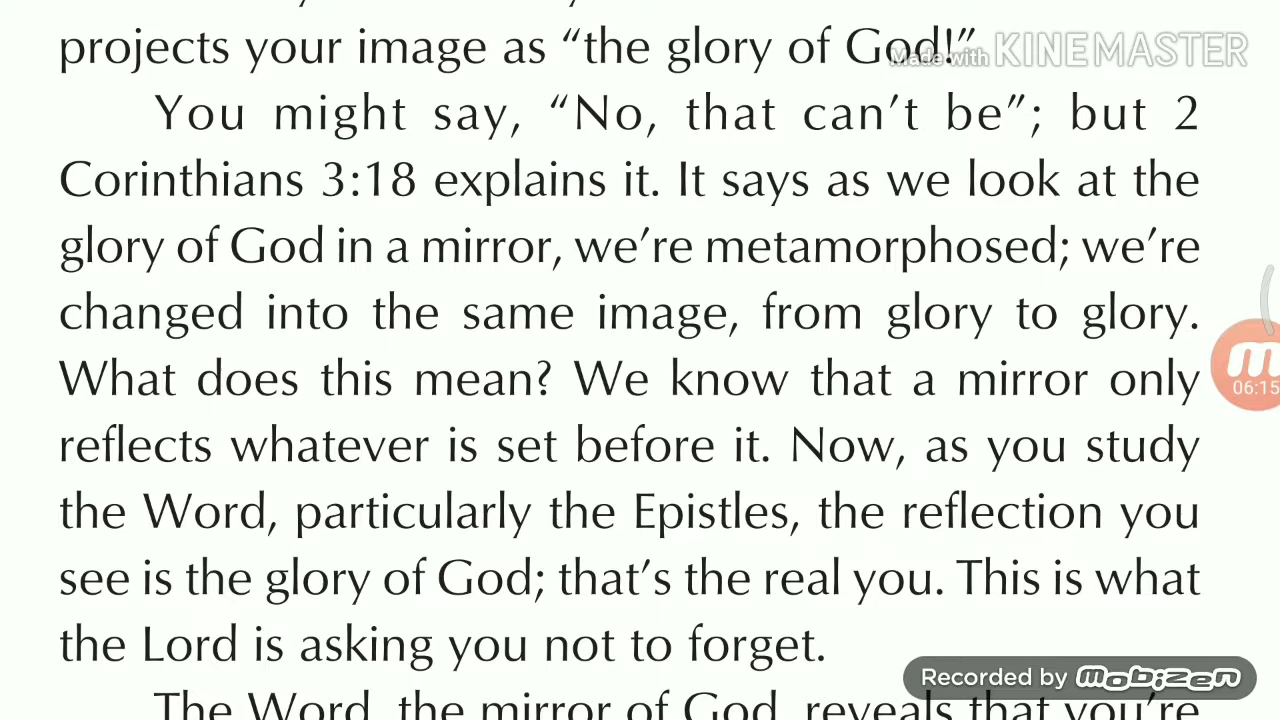 projects your image as “the glory of God!”
Made with KINEMASTER
You might say, “No, that can’t be”; but 2
Corinthians 3:18 explains it. It says as we look at the
glory of God in a mirror, we’re metamorphosed; we’re
changed into the same image, from glory to glory.
What does this mean? We know that a mirror only
reflects whatever is set before it. Now, as you study
the Word, particularly the Epistles, the reflection you
see is the glory of God; that’s the real you. This is what
the Lord is asking you not to forget.
06:15
Recorded by mobizen
The Word, the mirror of God, reveals that you’re